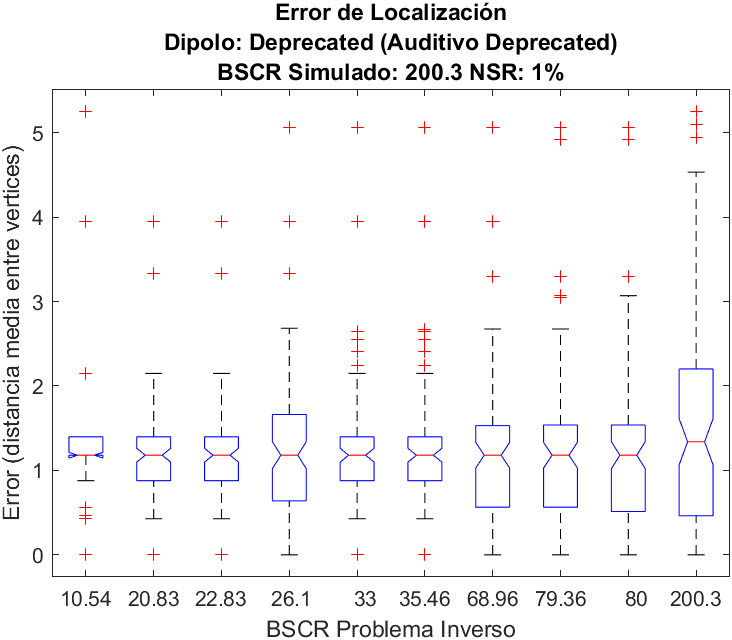 Error de Localización
Dipolo: Deprecated (Auditivo Deprecated)
BSCR Simulado: 200.3 NSR: 1%
Error (distancia media entre vertices)
5
4
3
2
1
0
10.54 20.83 22.83 26.1 33 35.46 68.96 79.36 80 200.3
BSCR Problema Inverso